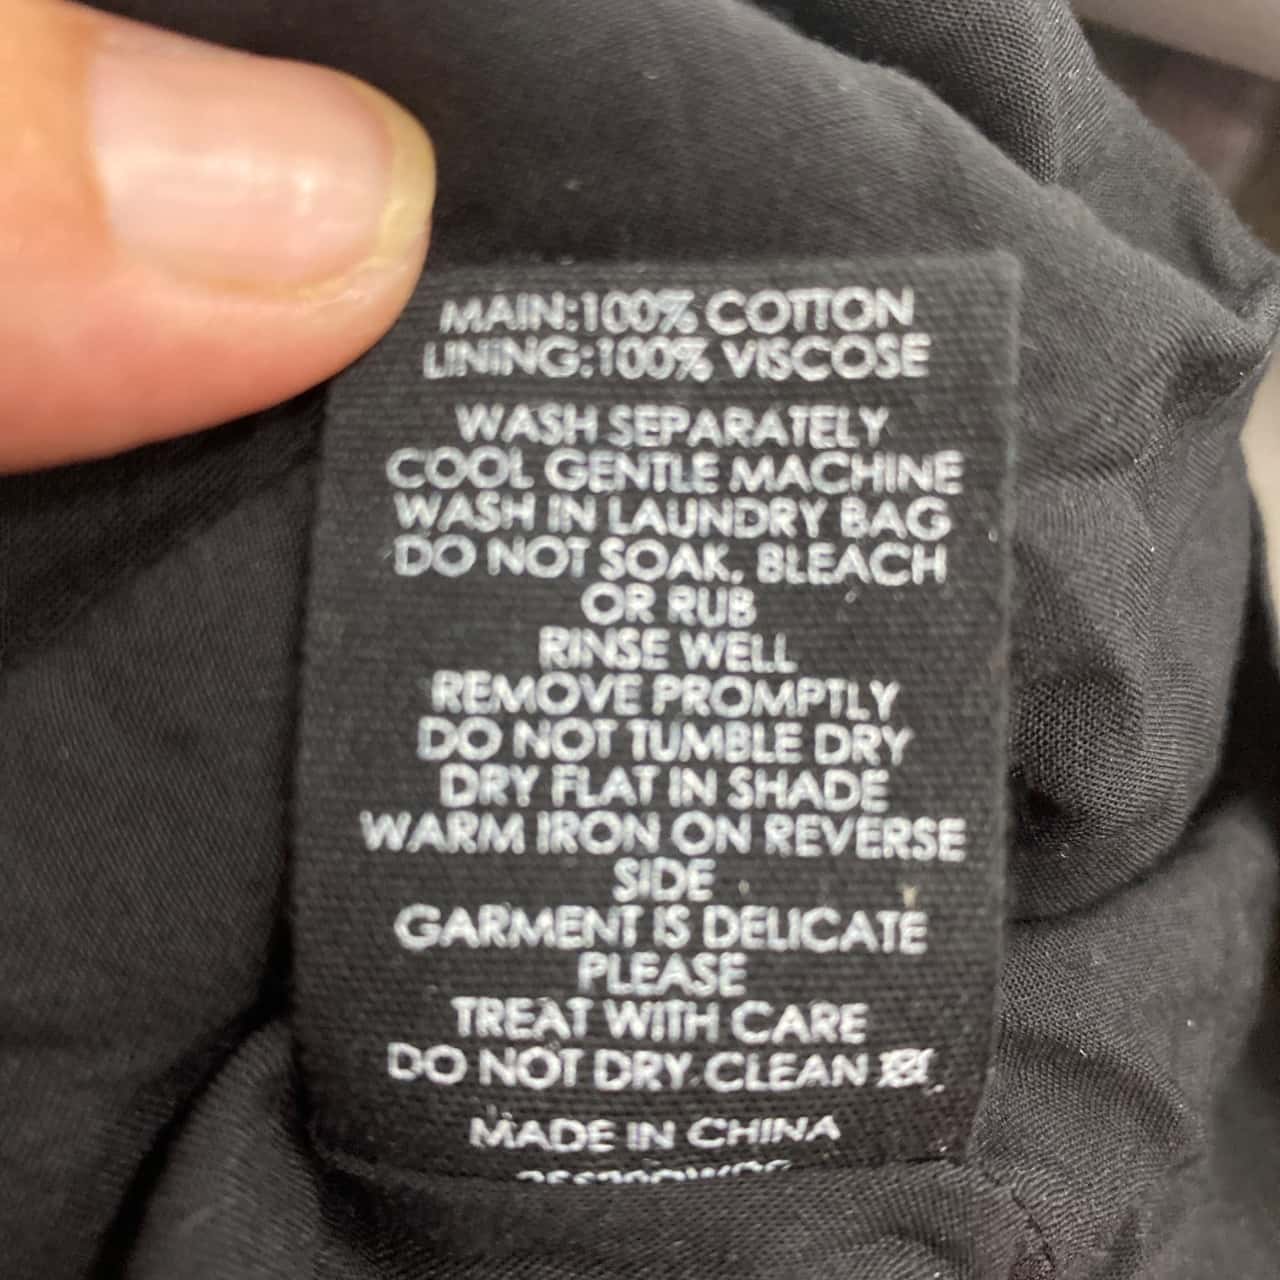 MAIN:100% COTTON
LINING:100% VISCOSE
WASH SEPARATELY
COOL GENTLE MACHINE
WASH IN LAUNDRY BAG
DO NOT SOAK, BLEACH
OR RUB
RINSE WELL
REMOVE PROMPTLY
DO NOT TUMBLE DRY
DRY FLAT IN SHADE
WARM IRON ON REVERSE
SIDE
GARMENT IS DELICATE
PLEASE
TREAT WITH CARE
DO NOT DRY CLEAN
MADE IN CHINA